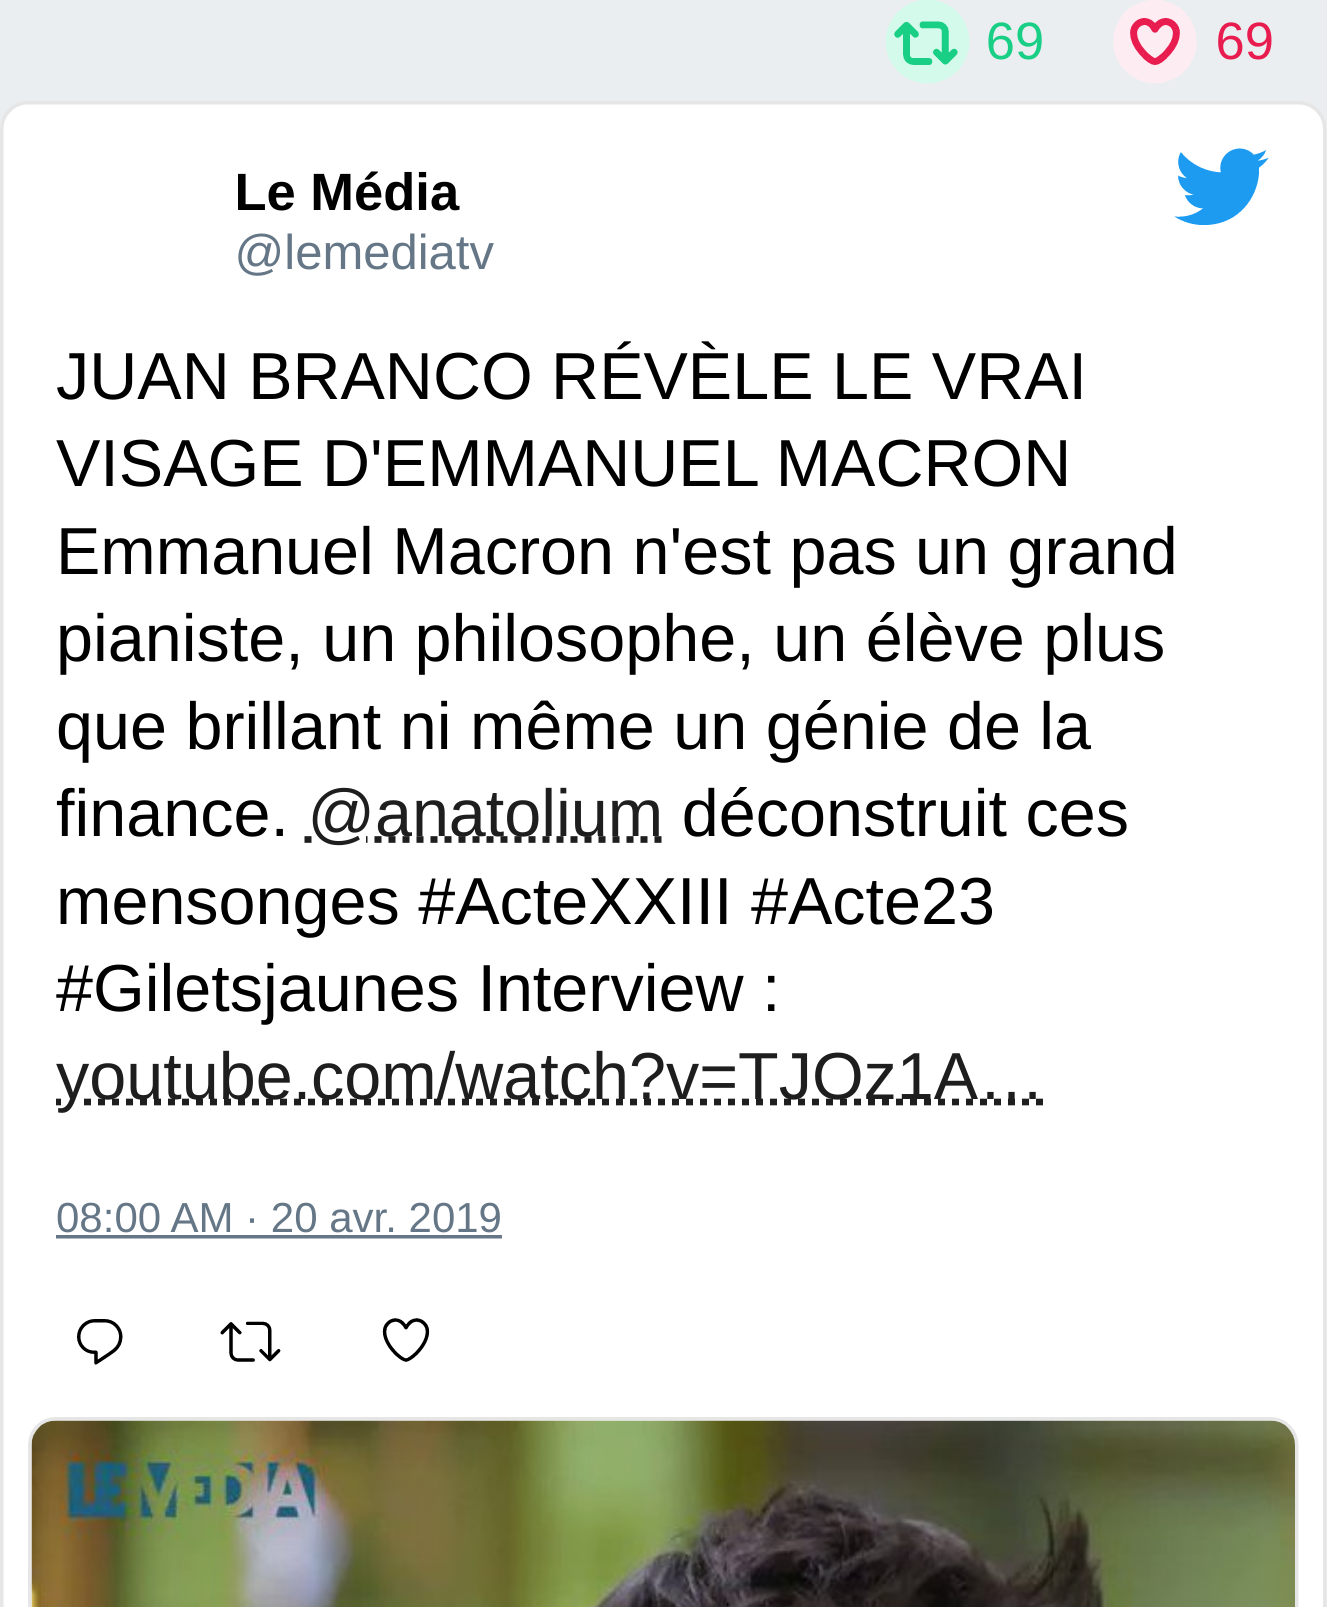 69 69
Le Média
@lemediatv
JUAN BRANCO RÉVÈLE LE VRAI
VISAGE D'EMMANUEL MACRON
Emmanuel Macron n'est pas un grand
pianiste, un philosophe, un élève plus
que brillant ni même un génie de la
finance. @anatolium déconstruit ces
mensonges #ActeXXIII #Acte23
#Giletsjaunes Interview :
youtube.com/watch?v=TJOz1A…
08:00 AM · 20 avr. 2019
LE MEDIA